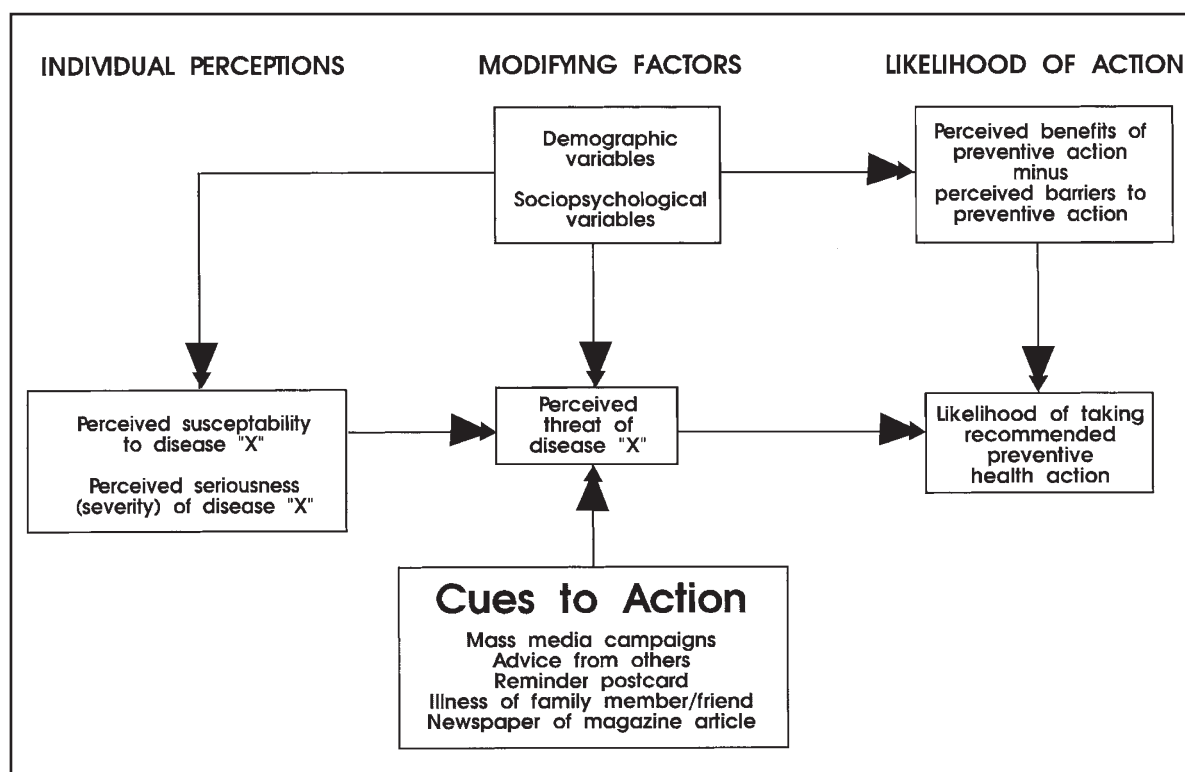 INDIVIDUAL PERCEPTIONS
MODIFYING FACTORS
LIKELIHOOD OF ACTION
Demographic
variables
Sociopsychological
variables
Perceived benefits of
preventive action
minus
perceived barriers to
preventive action
Perceived susceptability
to disease "X"
Perceived seriousness
(severity) of disease "X"
Perceived
threat of
disease "X"
Likelihood of taking
recommended
preventive
health action
Cues to Action
Mass media campaigns
Advice from others
Reminder postcard
Illness of family member/friend
Newspaper of magazine article